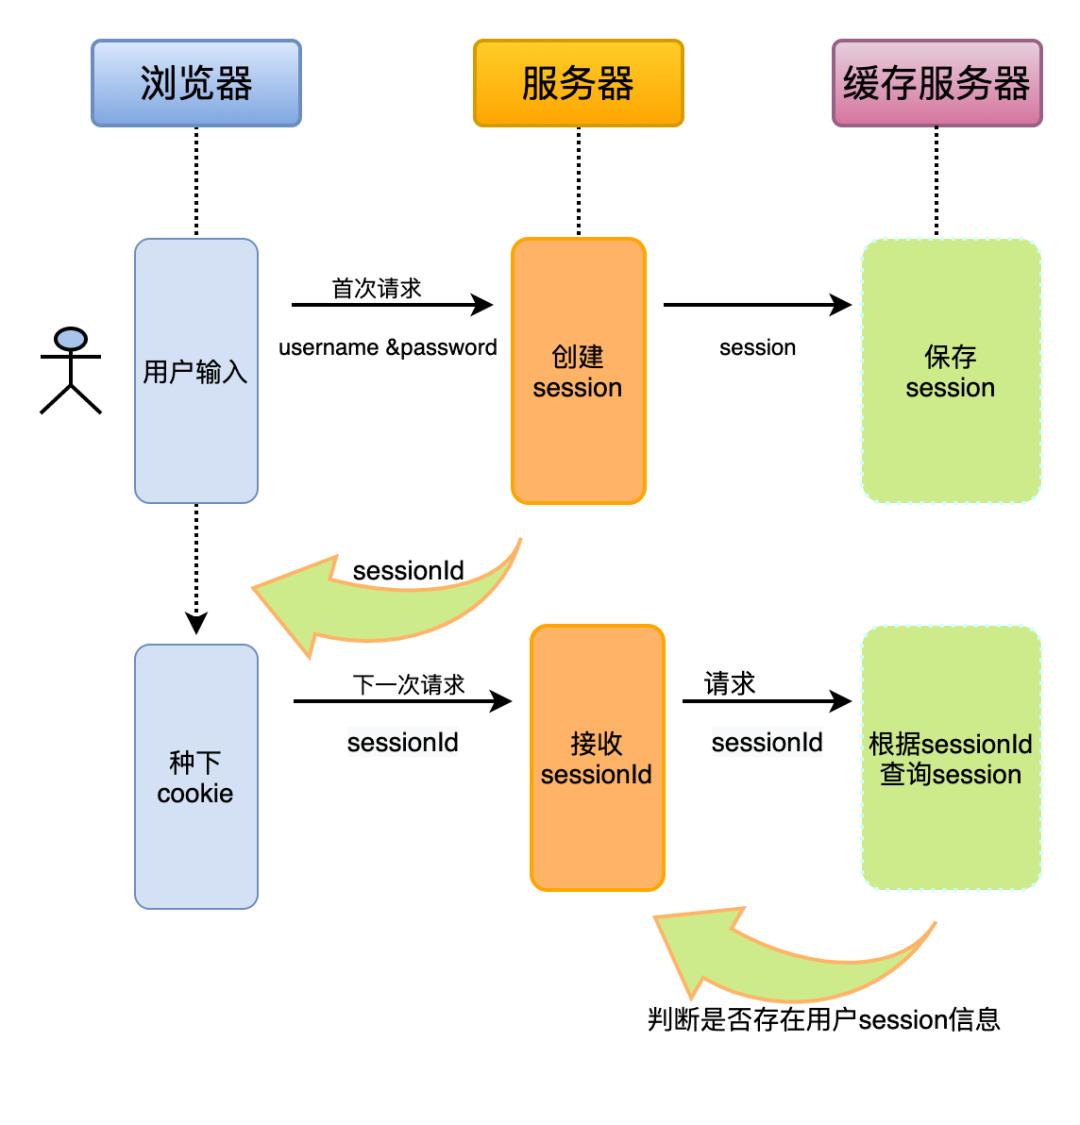 浏览器
服务器
缓存服务器
首次请求
username &password
session
用户输入
创建
session
保存
session
sessionId
下一次请求
sessionId
请求
sessionId
种下
cookie
接收
sessionId
根据sessionId
查询session
判断是否存在用户session信息